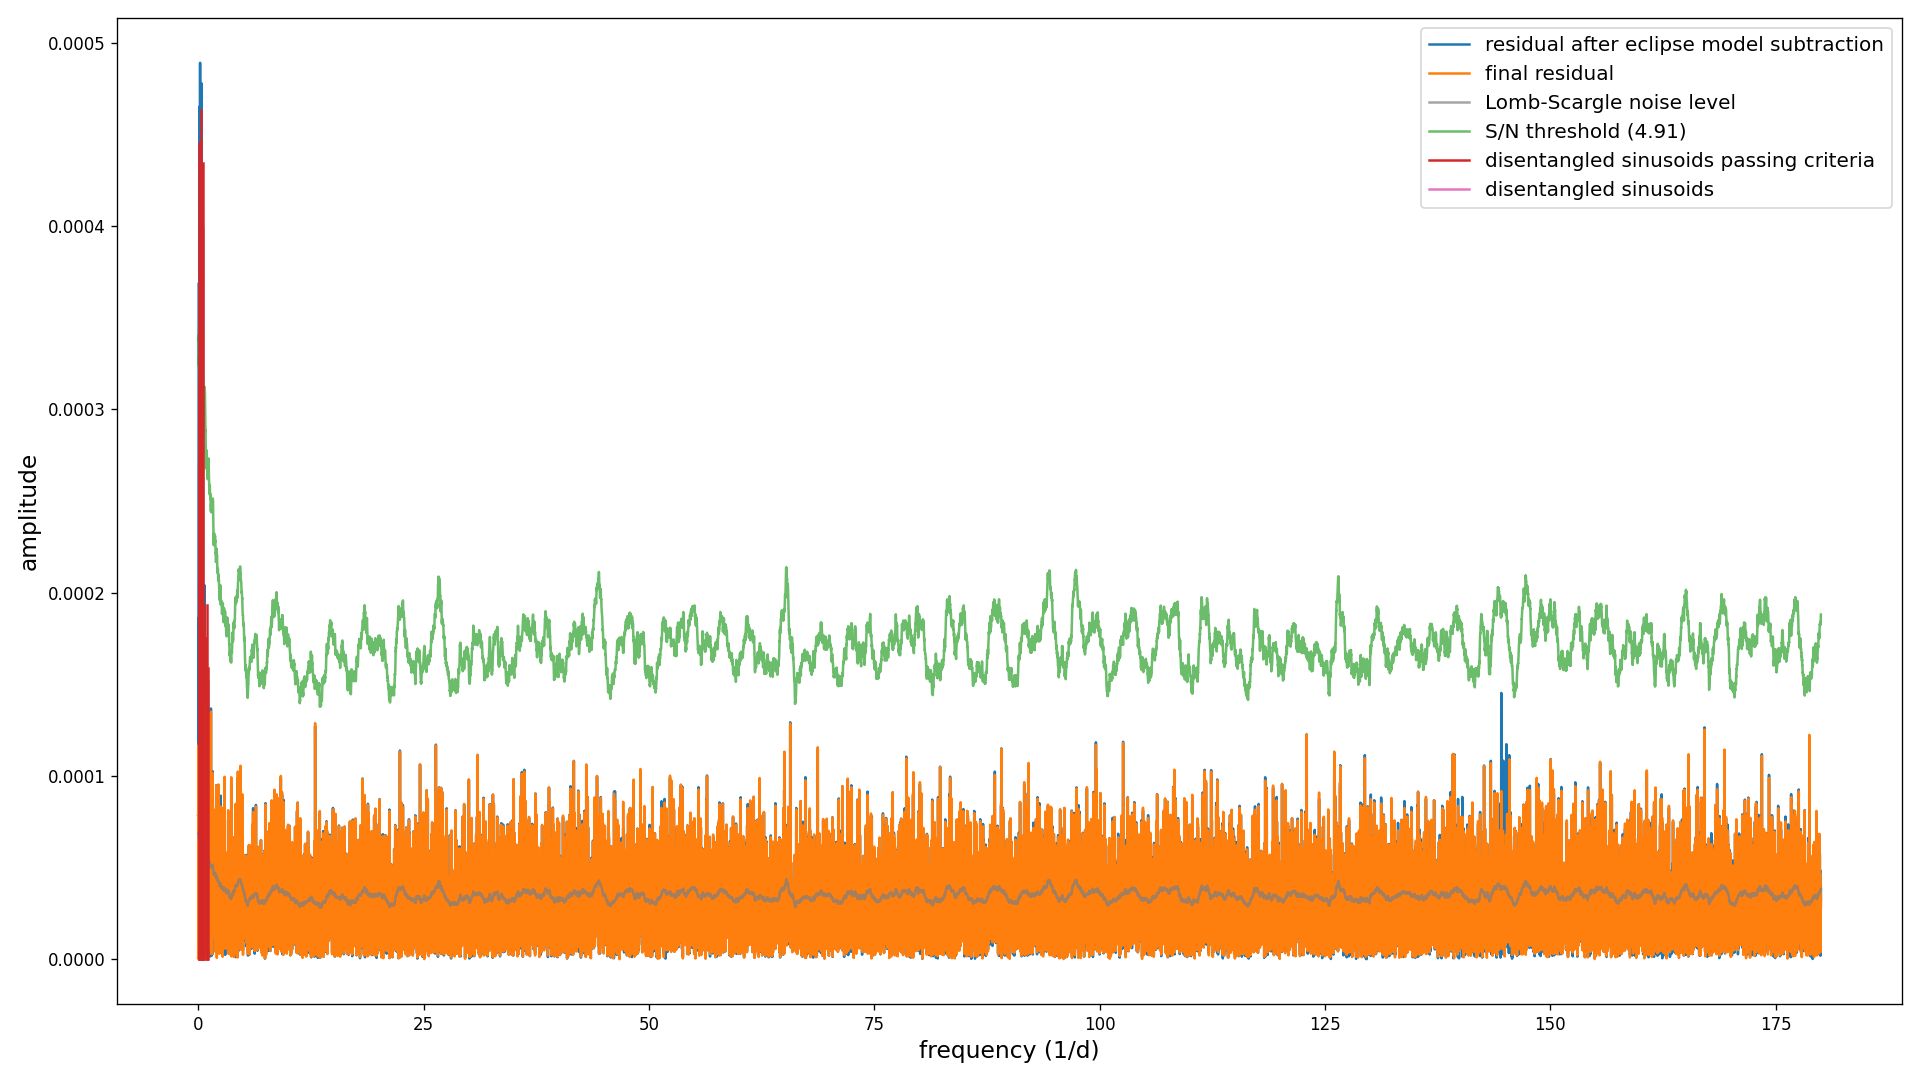 0.0005
0.0004
0.0003
0.0002
0.0001
0.0000
amplitude
0
25
50
75
100
125
150
175
frequency (1/d)
residual after eclipse model subtraction
final residual
Lomb-Scargle noise level
S/N threshold (4.91)
disentangled sinusoids passing criteria
disentangled sinusoids